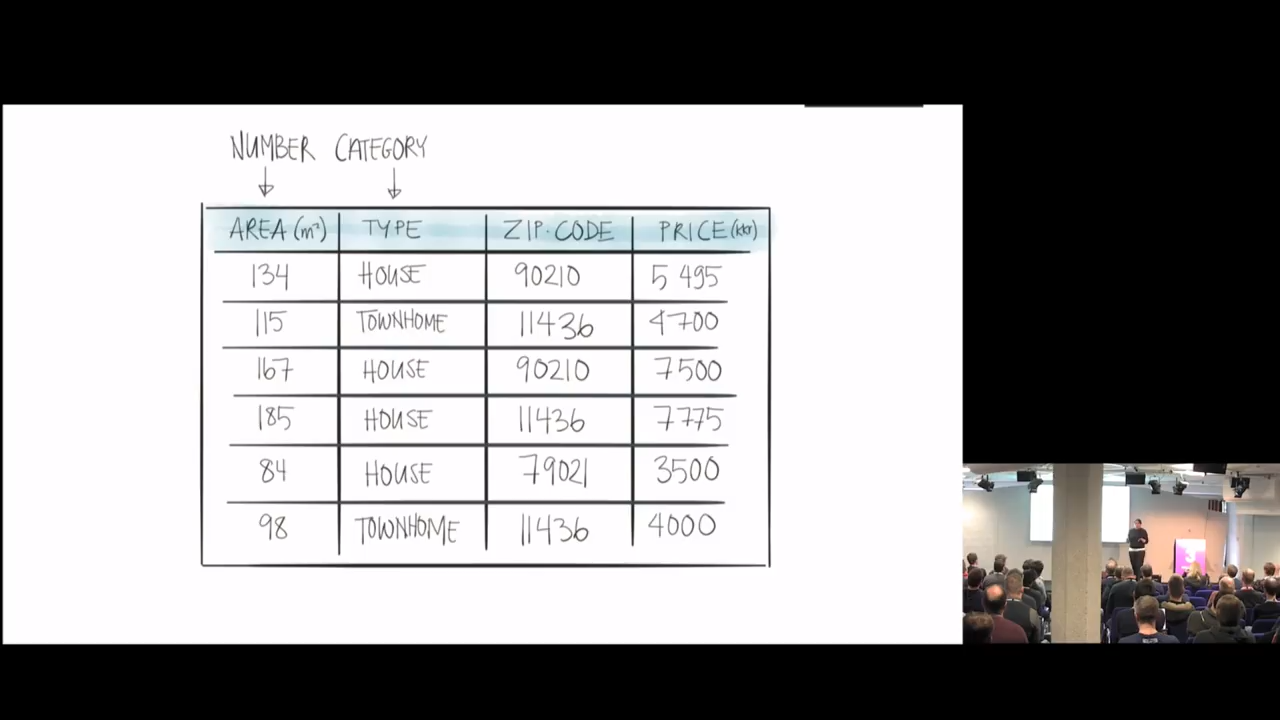 NUMBER CATEGORY
AREA (m²) TYPE ZIP.CODE PRICE (kkr)
134 HOUSE 90210 5 495
115 TOWNHOME 11436 4700
167 HOUSE 90210 7500
185 HOUSE 11436 7775
84 HOUSE 79021 3500
98 TOWNHOME 11436 4000